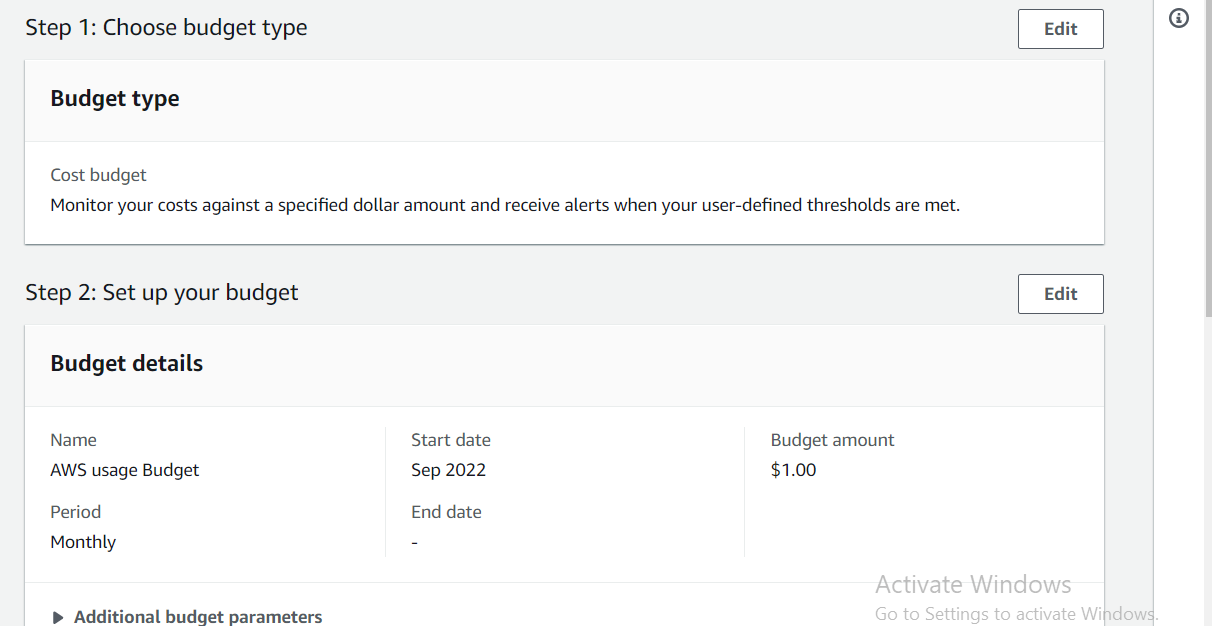 Step 1: Choose budget type
Edit
Budget type
Cost budget
Monitor your costs against a specified dollar amount and receive alerts when your user-defined thresholds are met.
Step 2: Set up your budget
Edit
Budget details
Name
AWS usage Budget
Period
Monthly
Start date
Sep 2022
End date
-
Budget amount
$1.00
Additional budget parameters
Activate Windows
Go to Settings to activate Windows.